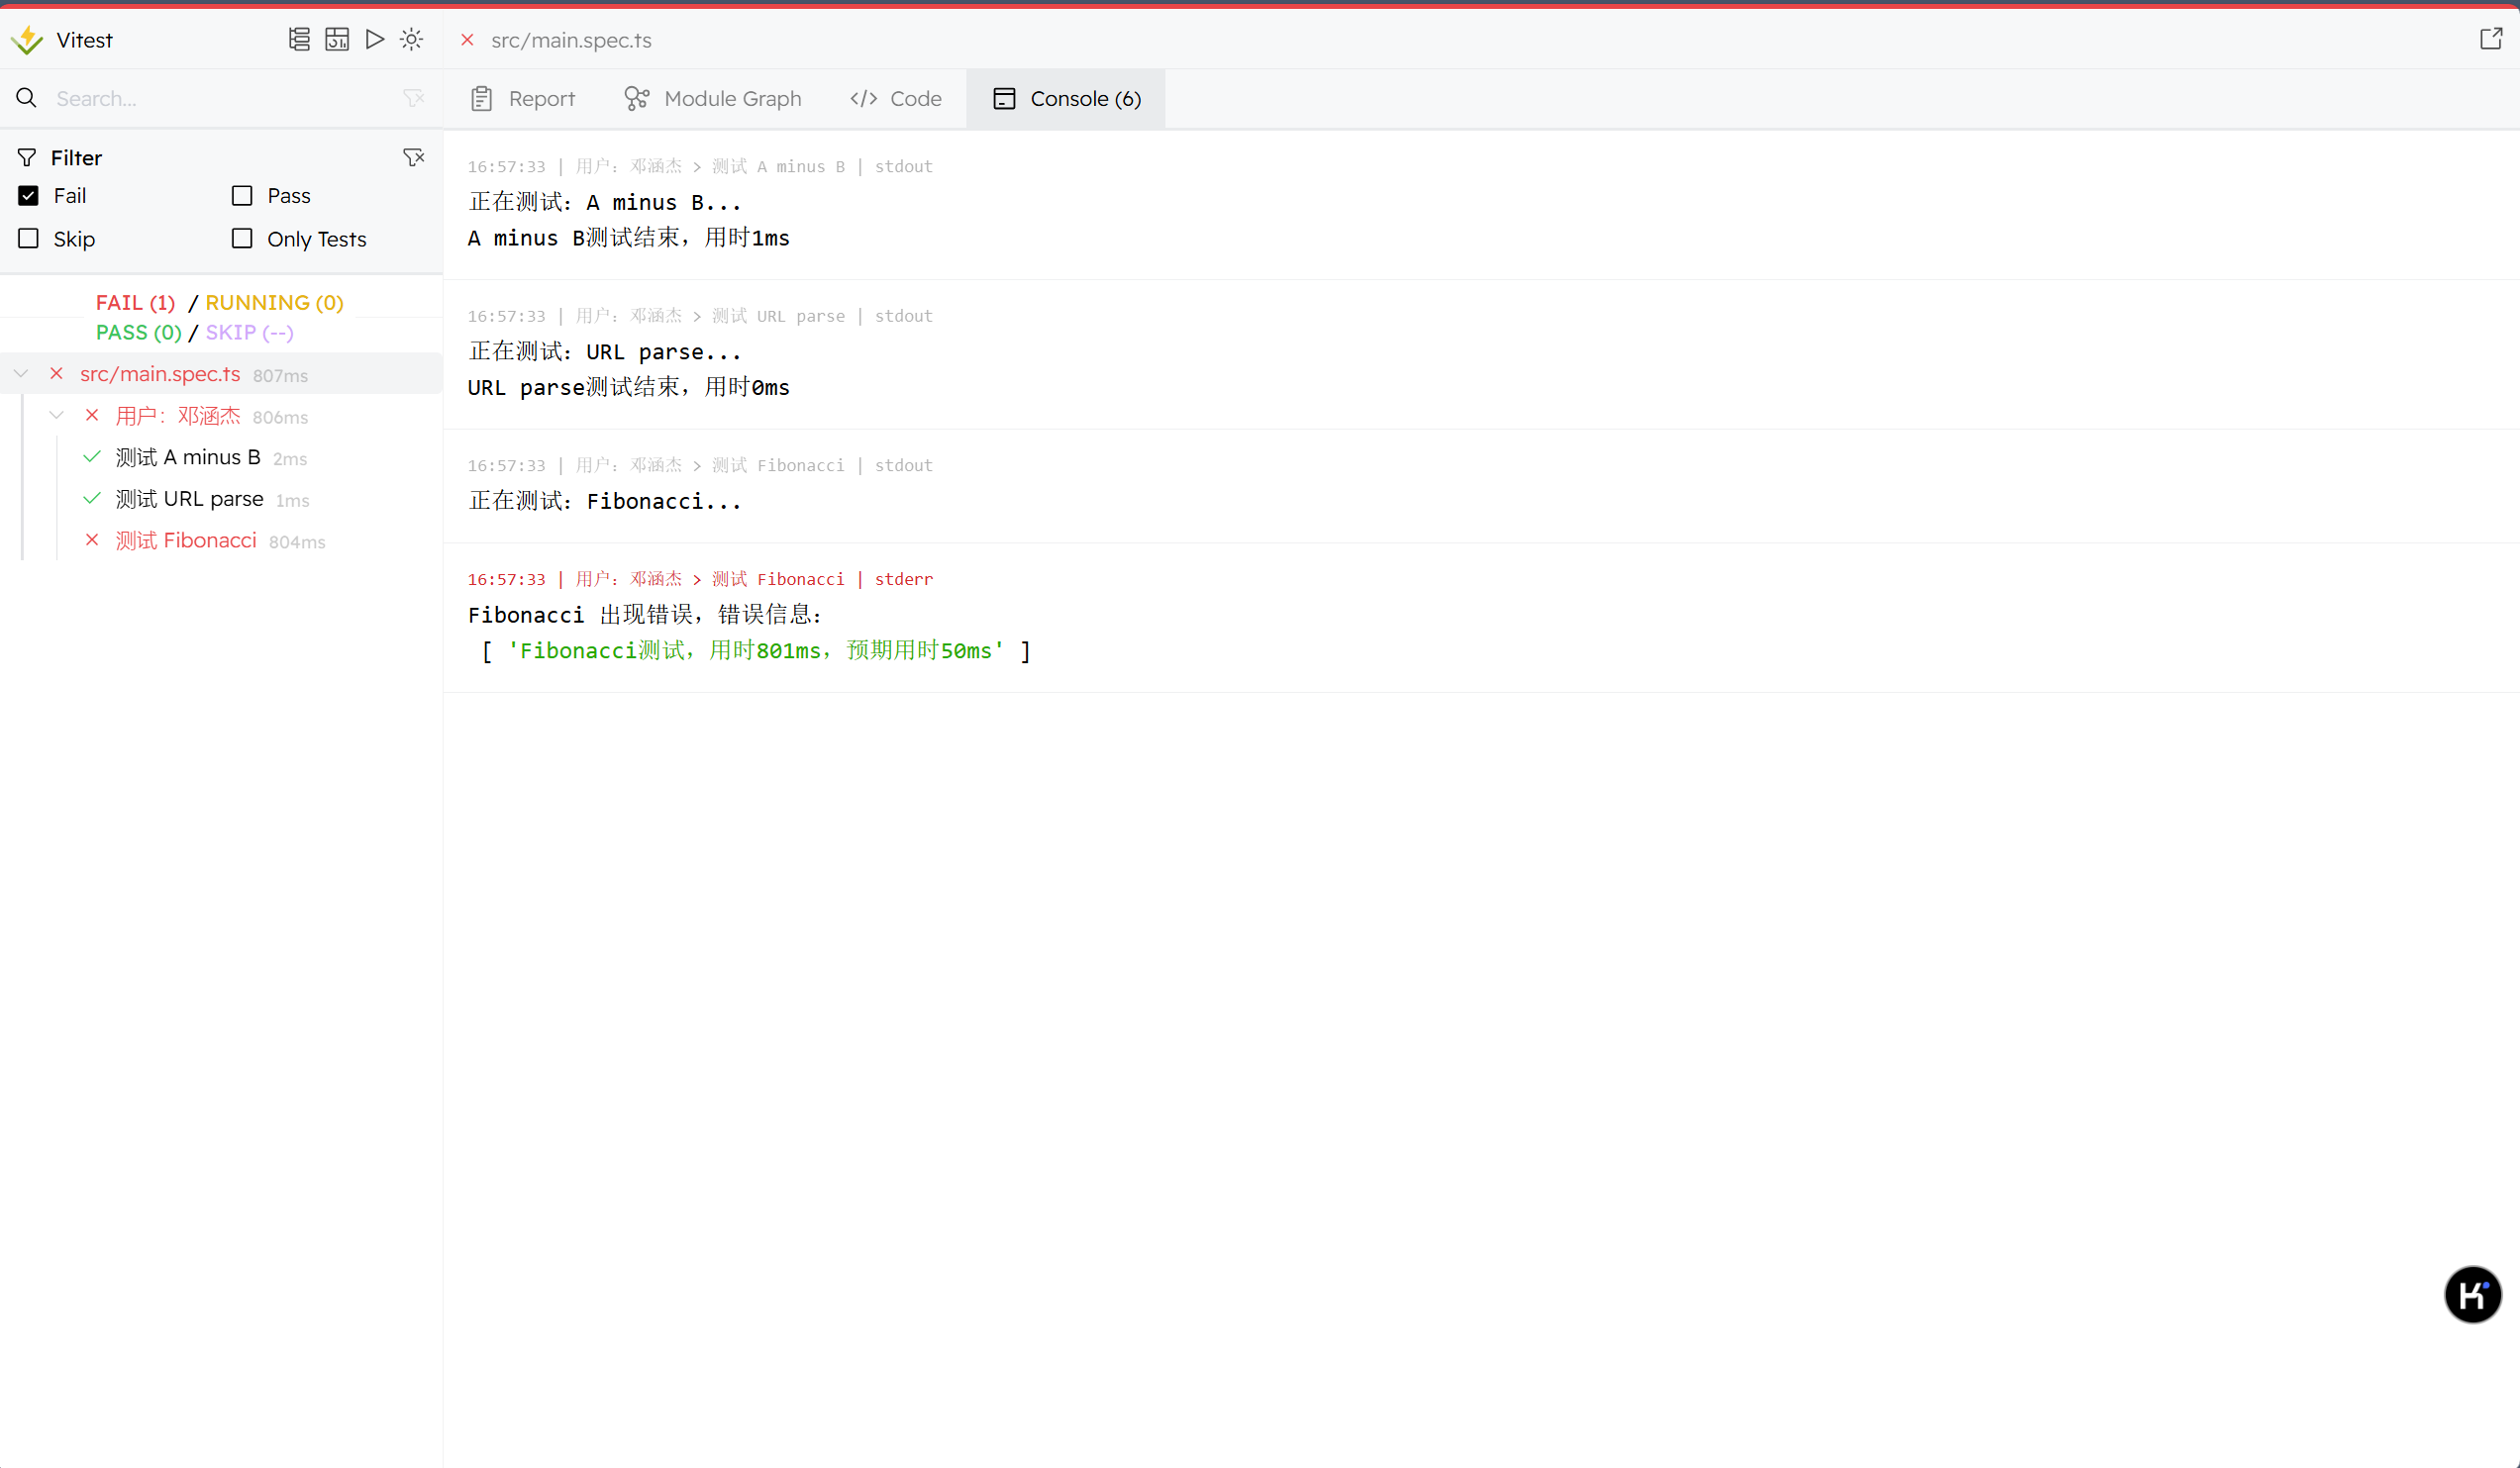 Vitest
Search...
Filter
Fail
Pass
Skip
Only Tests
FAIL (1) / RUNNING (0)
PASS (0) / SKIP (--)
src/main.spec.ts 807ms
用户：邓涵杰 806ms
测试 A minus B 2ms
测试 URL parse 1ms
测试 Fibonacci 804ms
src/main.spec.ts
Report
Module Graph
Code
Console (6)
16:57:33 | 用户：邓涵杰 > 测试 A minus B | stdout
正在测试：A minus B...
A minus B测试结束，用时1ms
16:57:33 | 用户：邓涵杰 > 测试 URL parse | stdout
正在测试：URL parse...
URL parse测试结束，用时0ms
16:57:33 | 用户：邓涵杰 > 测试 Fibonacci | stdout
正在测试：Fibonacci...
16:57:33 | 用户：邓涵杰 > 测试 Fibonacci | stderr
Fibonacci 出现错误，错误信息：
[ 'Fibonacci测试，用时801ms，预期用时50ms' ]
K